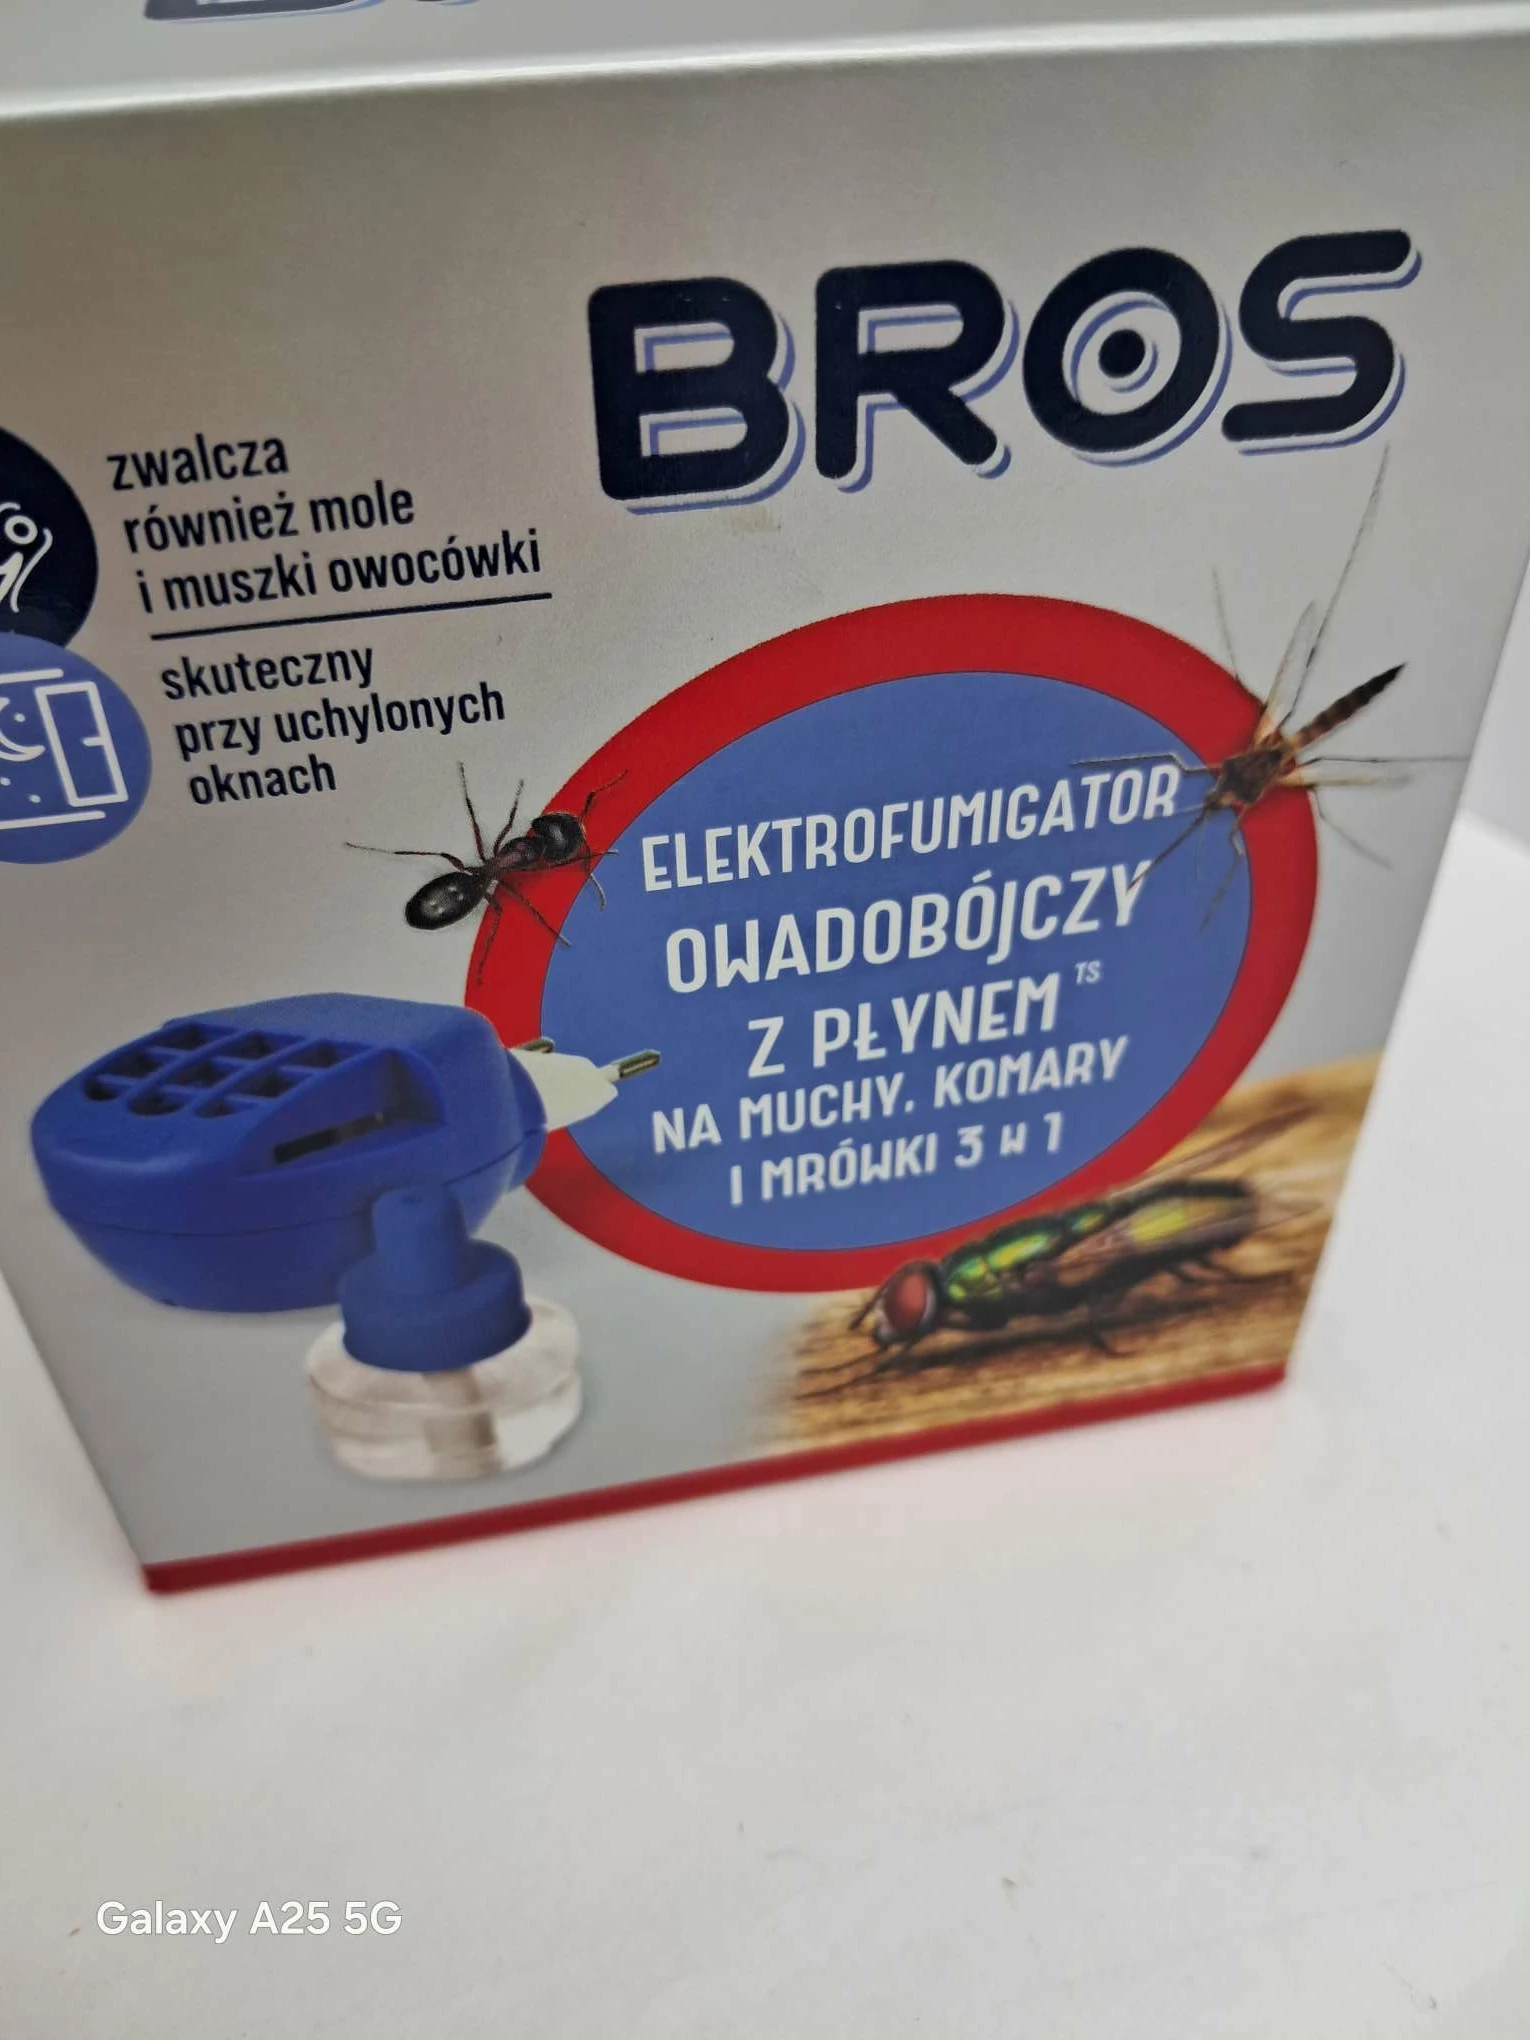 BROS
zwalcza
również mole
i muszki owocówki
skuteczny
przy uchylonych
oknach
ELEKTROFUMIGATOR
OWADOBÓJCZY
Z PŁYNEM TS
NA MUCHY, KOMARY
I MRÓWKI 3 W 1
Galaxy A25 5G